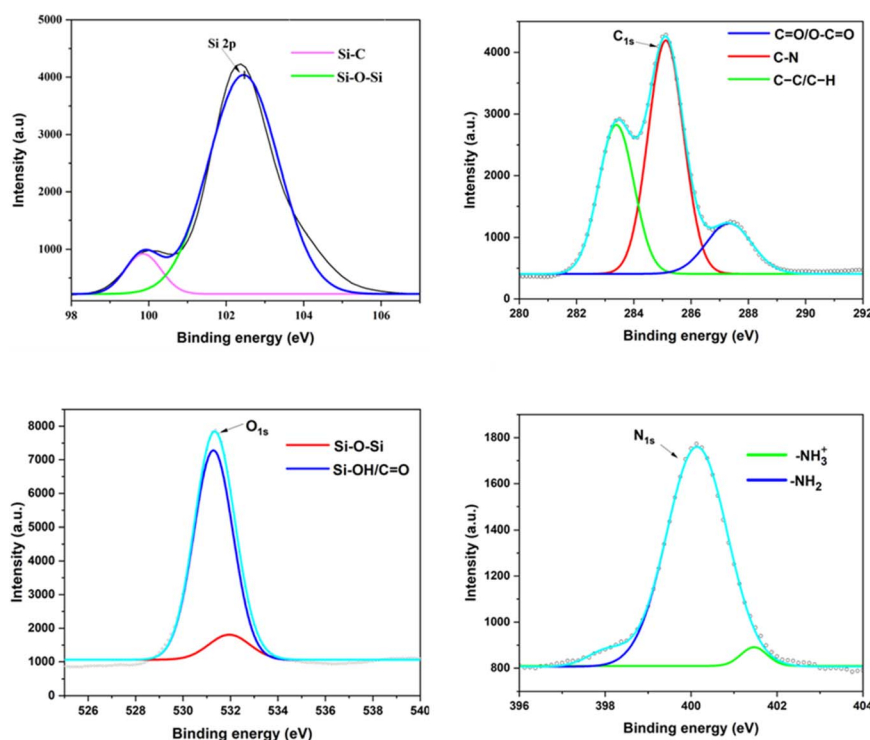 5000
4000
3000
1000
0
98
100
102
104
106
Intensity (a.u)
Binding energy (eV)
Si 2p
Si-C
Si-O-Si
4000
3000
2000
1000
0
280
282
284
286
288
290
292
Intensity (a.u.)
Binding energy (eV)
C₁ₛ
C=O/O-C=O
C-N
C−C/C−H
8000
7000
6000
5000
4000
3000
2000
1000
0
526
528
530
532
534
536
538
540
Intensity (a.u.)
Binding energy (eV)
O₁ₛ
Si-O-Si
Si-OH/C=O
1800
1600
1400
1200
1000
800
396
398
400
402
404
Intensity (a.u.)
Binding energy (eV)
N₁ₛ
-NH₃⁺
-NH₂